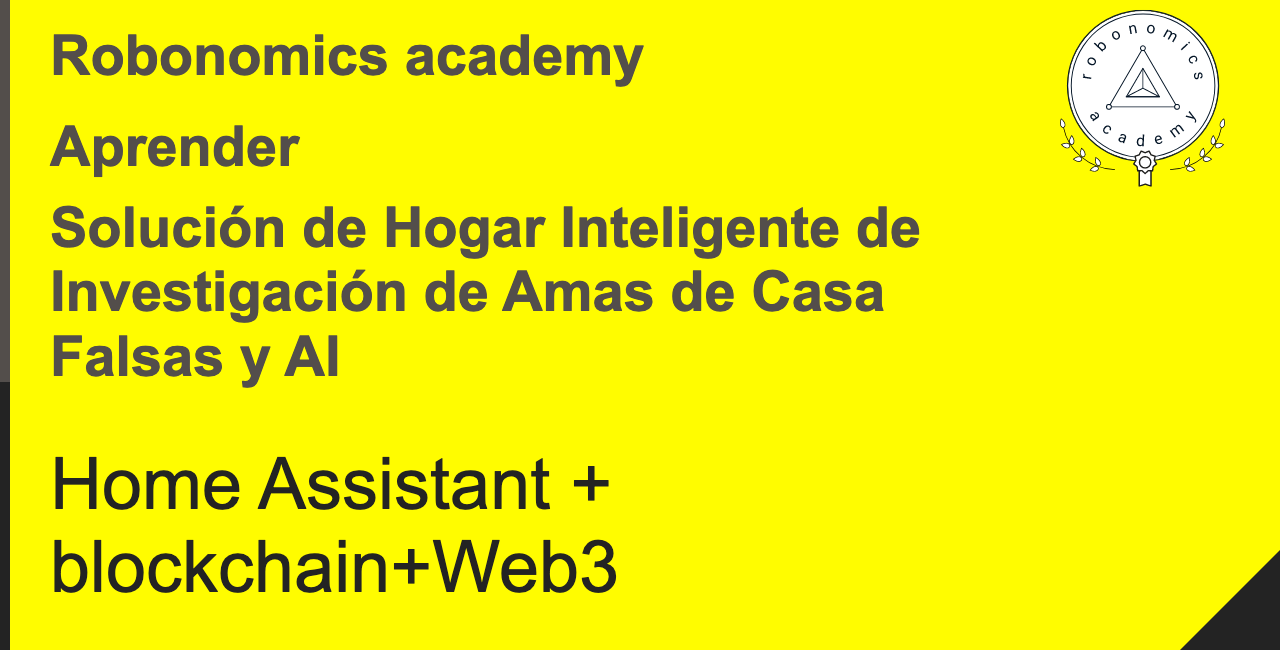 Robonomics academy
robonomics
academy
Aprender
Solución de Hogar Inteligente de
Investigación de Amas de Casa
Falsas y AI
Home Assistant +
blockchain+Web3